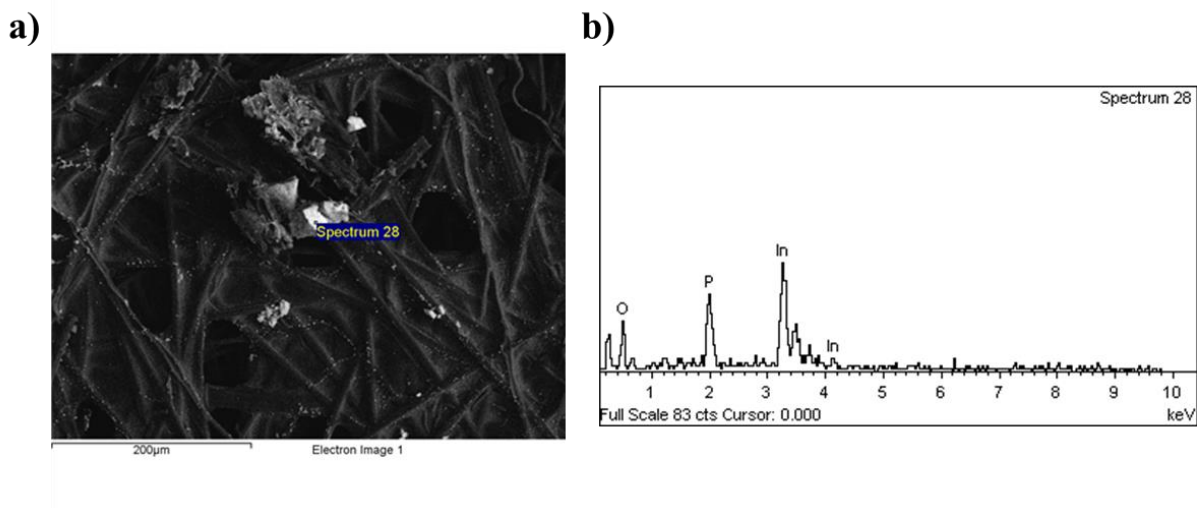 a)
b)
Spectrum 28
200µm
Electron Image 1
Spectrum 28
O
P
In
In
1 2 3 4 5 6 7 8 9 10
Full Scale 83 cts Cursor: 0.000
keV